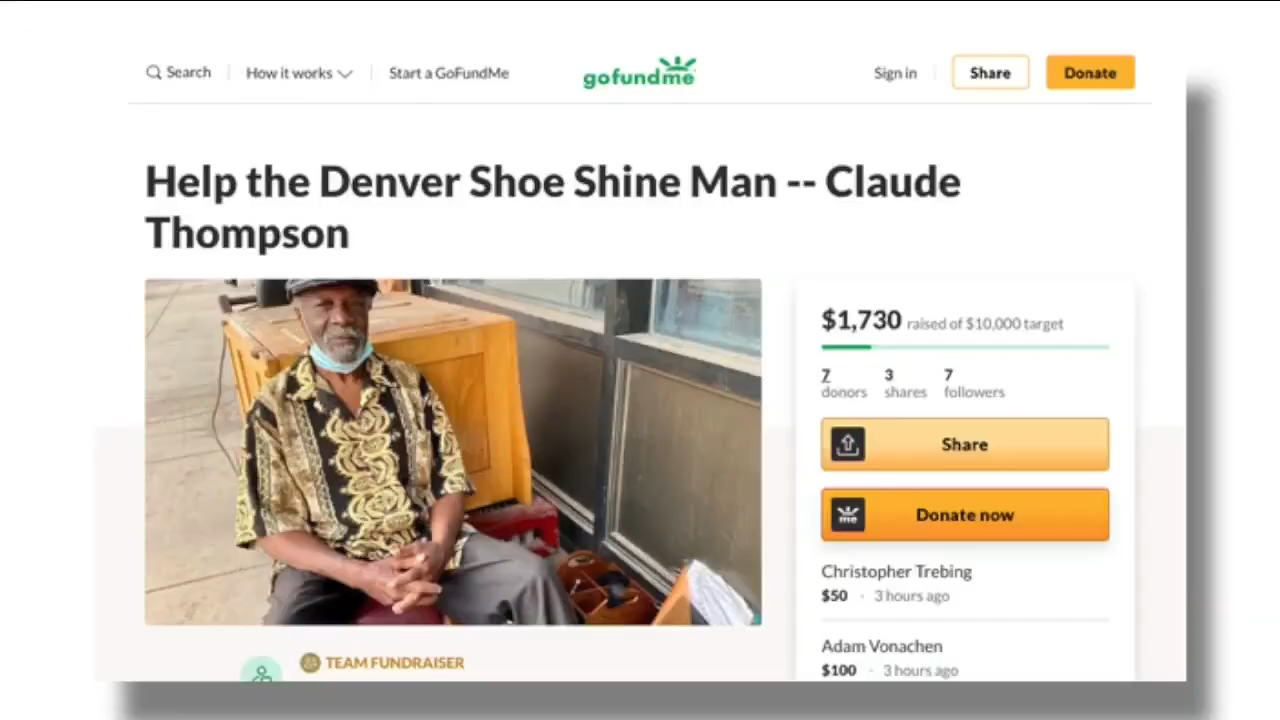 Search
How it works
Start a GoFundMe
gofundme
Sign in
Share
Donate
Help the Denver Shoe Shine Man -- Claude
Thompson
$1,730 raised of $10,000 target
7 donors
3 shares
7 followers
Share
me
Donate now
Christopher Trebing
$50 · 3 hours ago
Adam Vonachen
$100 · 3 hours ago
TEAM FUNDRAISER